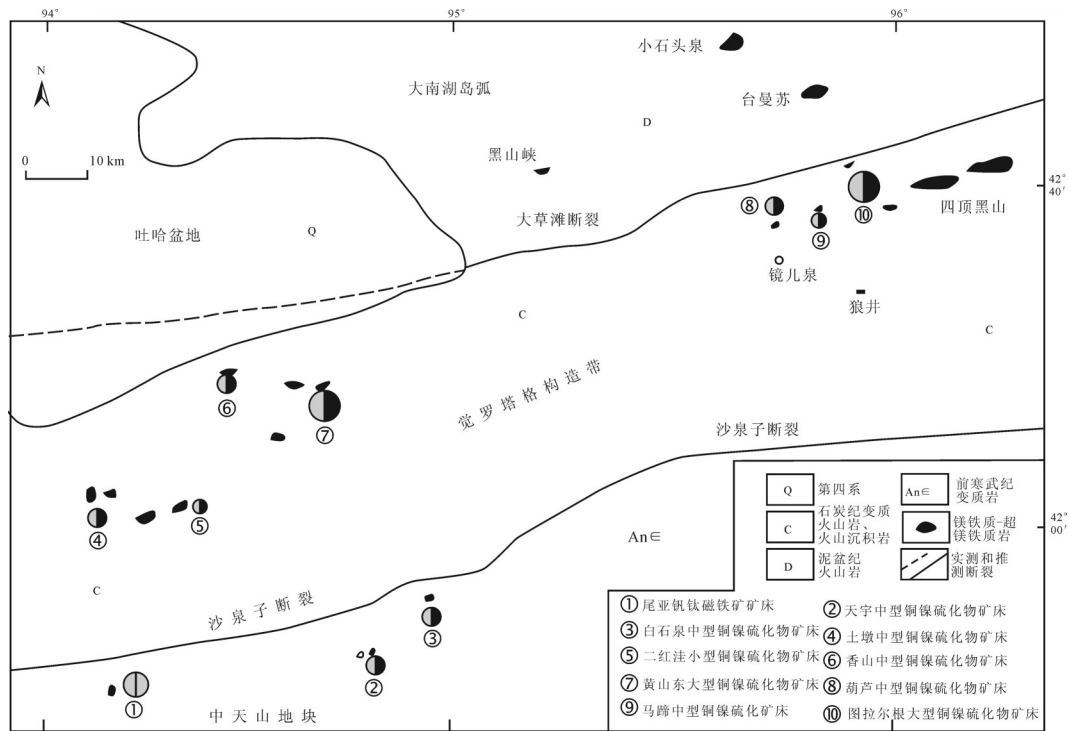 94°
95°
96°
小石头泉
N
大南湖岛弧
台曼苏
D
0
10 km
黑山峡
42°
40′
⑧
⑩
四顶黑山
大草滩断裂
吐哈盆地
Q
⑨
镜儿泉
狼井
C
C
觉罗塔格构造带
⑥
⑦
沙泉子断裂
⑤
④
42°
00′
An∈
C
沙泉子断裂
③
②
①
中天山地块
Q
第四系
An∈
前寒武纪
变质岩
C
石炭纪变质
火山岩、
火山沉积岩
镁铁质-超
镁铁质岩
D
泥盆纪
火山岩
实测和推
测断裂
①尾亚钒钛磁铁矿矿床
②天宇中型铜镍硫化物矿床
③白石泉中型铜镍硫化物矿床
④土墩中型铜镍硫化物矿床
⑤二红洼小型铜镍硫化物矿床
⑥香山中型铜镍硫化物矿床
⑦黄山东大型铜镍硫化物矿床
⑧葫芦中型铜镍硫化物矿床
⑨马蹄中型铜镍硫化矿床
⑩图拉尔根大型铜镍硫化物矿床